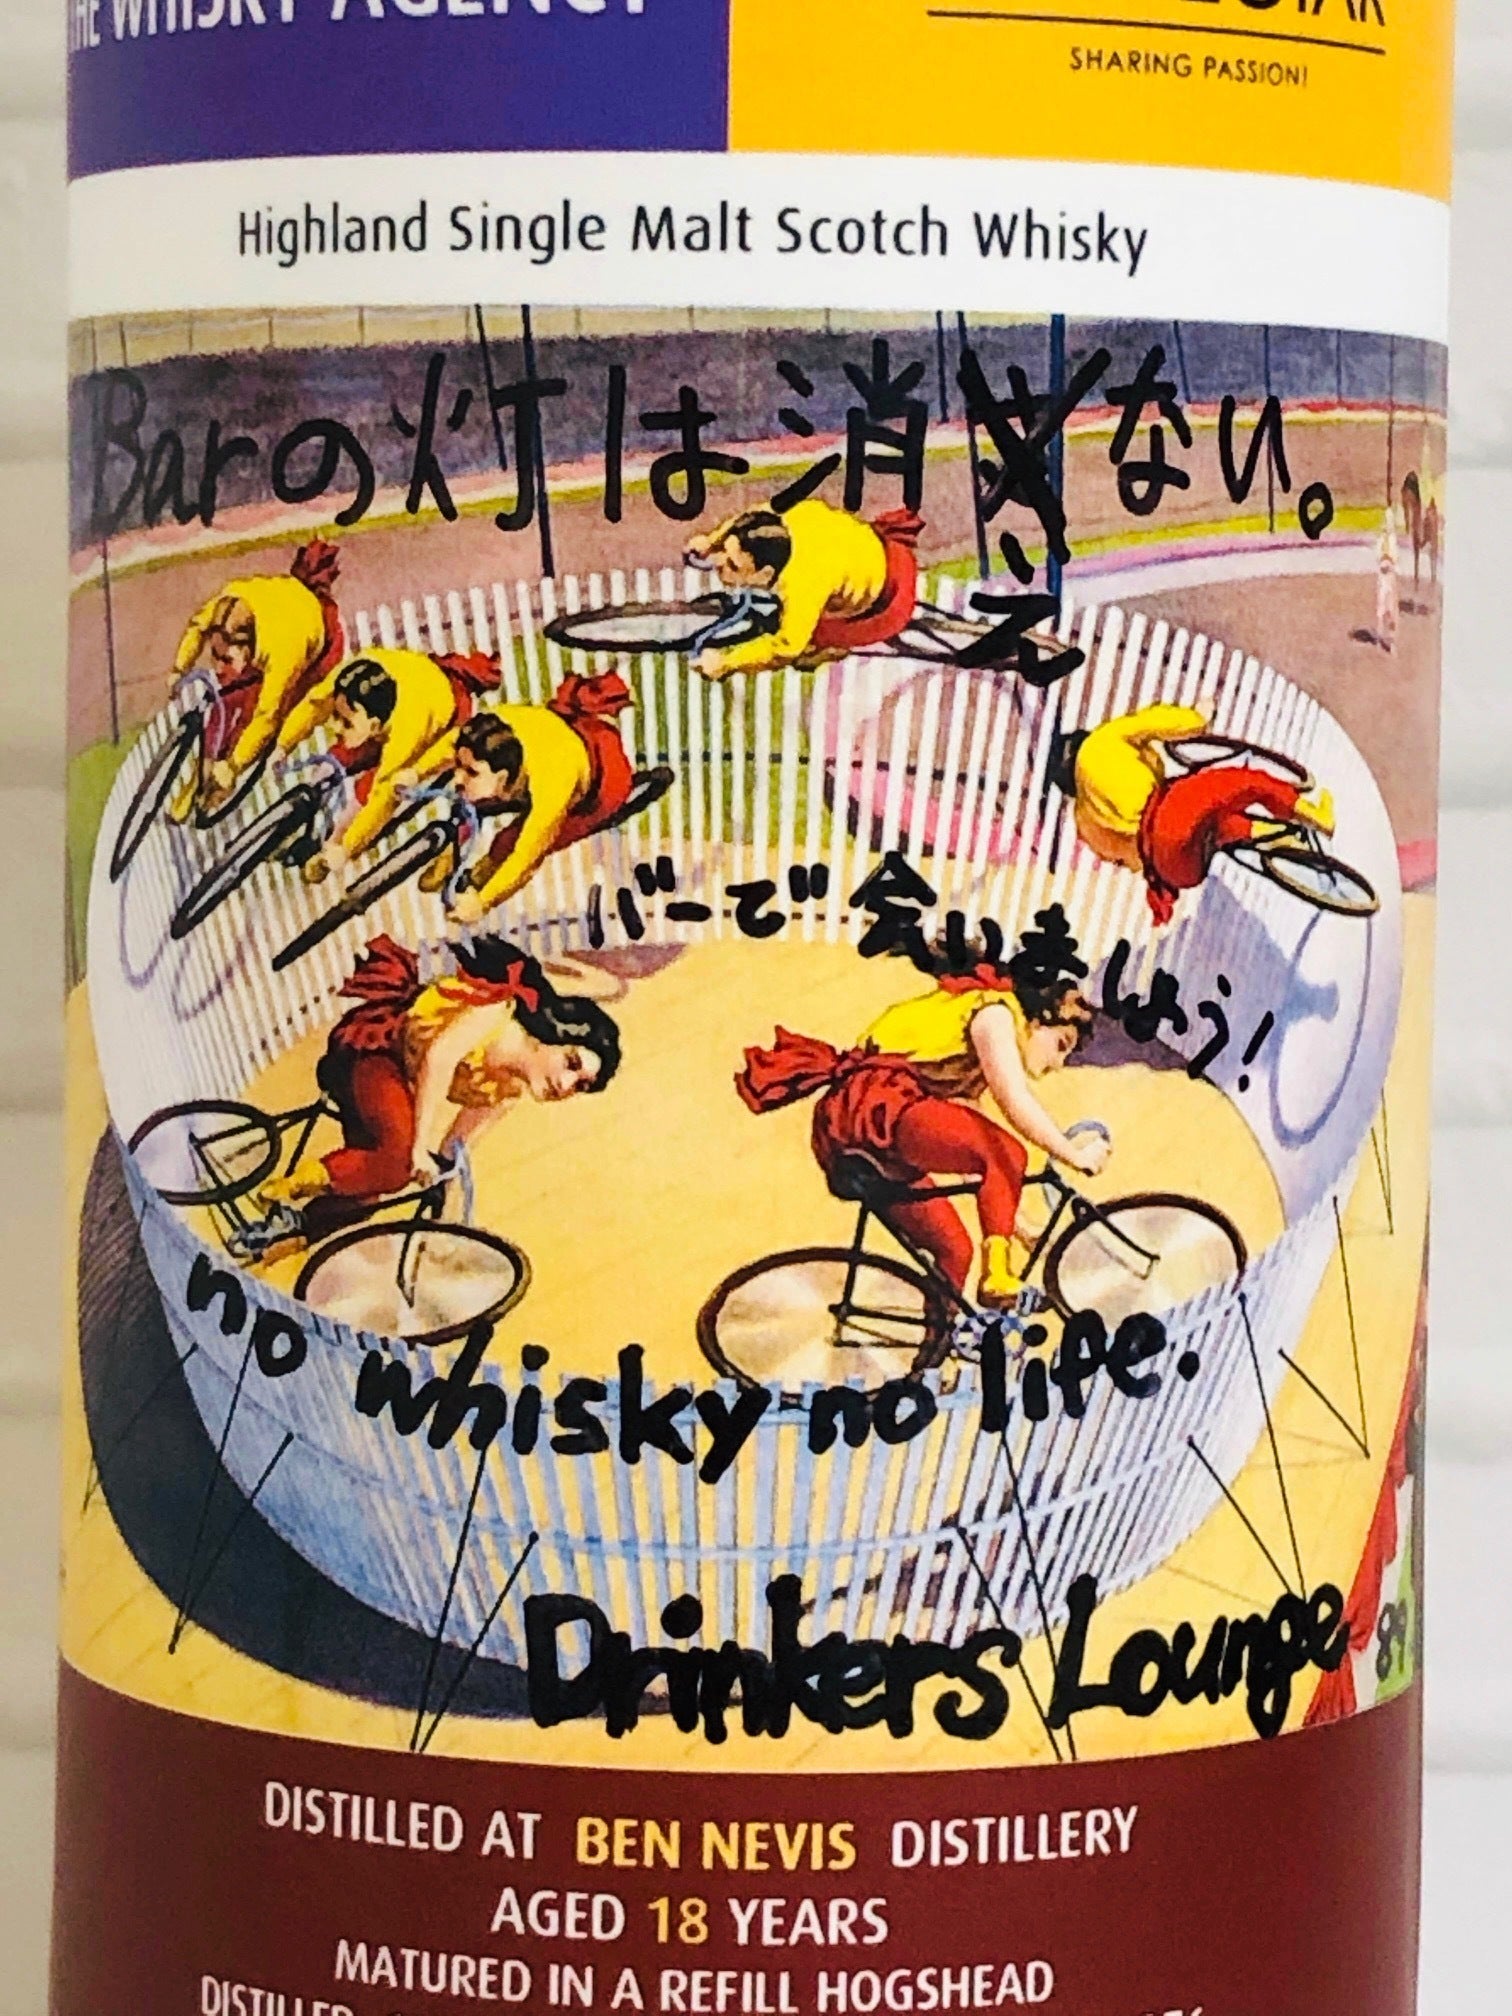 THE WHISKY AGENCY
SHARING PASSION!
Highland Single Malt Scotch Whisky
Barの灯は消えない。
バーで会いましょう!
no whisky no life.
Drinkers Lounge
89
DISTILLED AT BEN NEVIS DISTILLERY
AGED 18 YEARS
MATURED IN A REFILL HOGSHEAD
DISTILLED